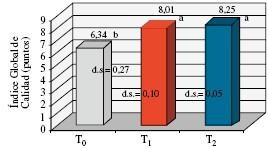 Índice Global de
Calidad (puntos)
9
8
7
6
5
4
3
2
1
0
6,34 b
8,01
a
8,25
a
d.s.= 0,27
d.s.= 0,10
d.s.= 0,05
T0
T1
T2